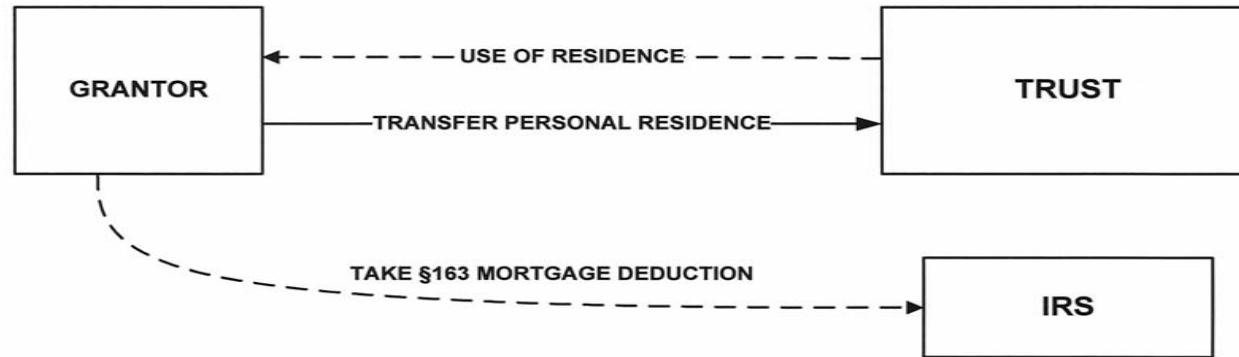 USE OF RESIDENCE
GRANTOR
TRUST
TRANSFER PERSONAL RESIDENCE
TAKE §163 MORTGAGE DEDUCTION
IRS